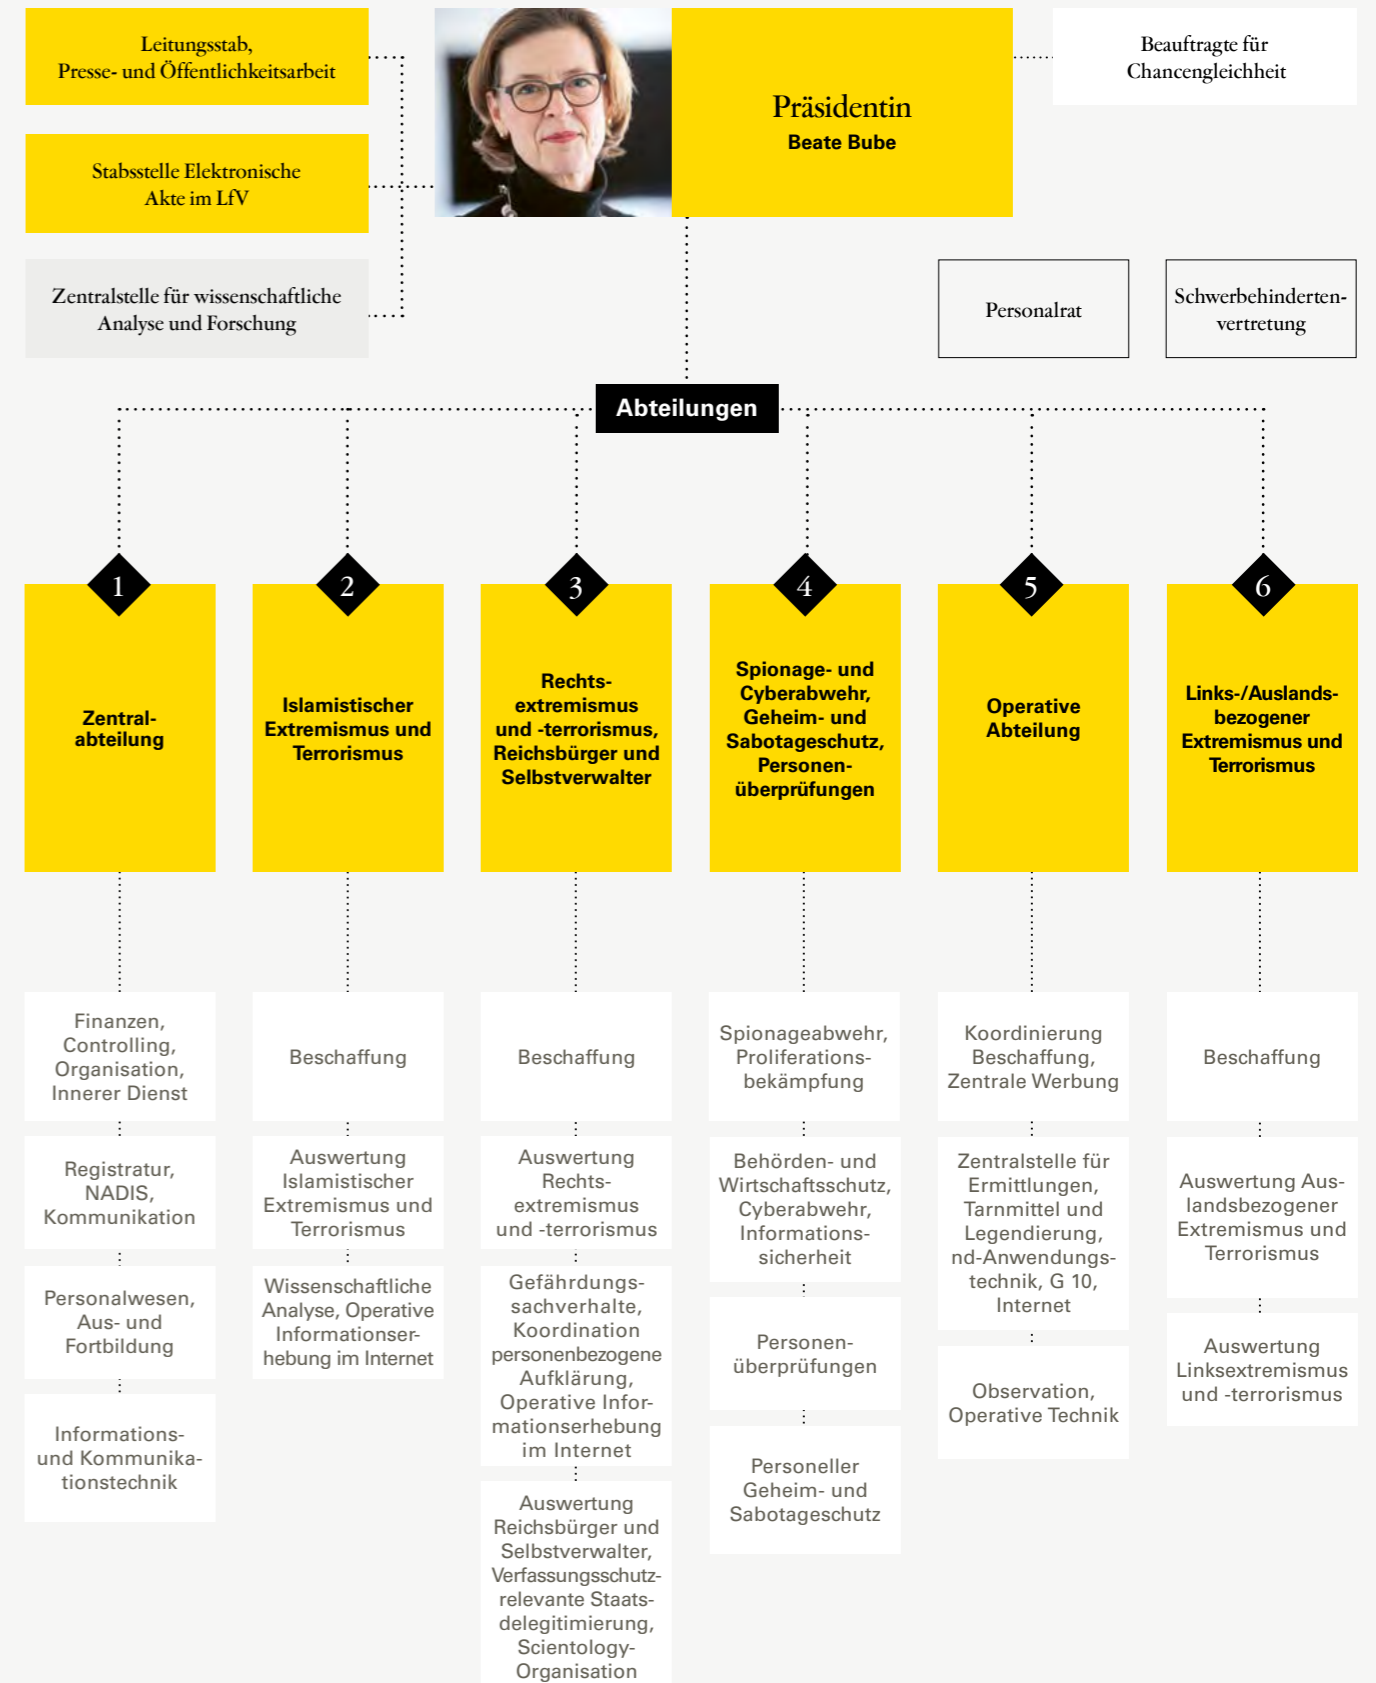 Leitungsstab,
Presse- und Öffentlichkeitsarbeit
Stabsstelle Elektronische
Akte im LfV
Zentralstelle für wissenschaftliche
Analyse und Forschung
Präsidentin
Beate Bube
Beauftragte für
Chancengleichheit
Personalrat
Schwerbehinderten-
vertretung
Abteilungen
1
Zentral-
abteilung
Finanzen,
Controlling,
Organisation,
Innerer Dienst
Registratur,
NADIS,
Kommunikation
Personalwesen,
Aus- und
Fortbildung
Informations-
und Kommunika-
tionstechnik
2
Islamistischer
Extremismus und
Terrorismus
Beschaffung
Auswertung
Islamistischer
Extremismus und
Terrorismus
Wissenschaftliche
Analyse, Operative
Informationser-
hebung im Internet
3
Rechts-
extremismus
und -terrorismus,
Reichsbürger und
Selbstverwalter
Beschaffung
Auswertung
Rechts-
extremismus
und -terrorismus
Gefährdungs-
sachverhalte,
Koordination
personenbezogene
Aufklärung,
Operative Infor-
mationserhebung
im Internet
Auswertung
Reichsbürger und
Selbstverwalter,
Verfassungsschutz-
relevante Staats-
delegitimierung,
Scientology-
Organisation
4
Spionage- und
Cyberabwehr,
Geheim- und
Sabotageschutz,
Personen-
überprüfungen
Spionageabwehr,
Proliferations-
bekämpfung
Behörden- und
Wirtschaftsschutz,
Cyberabwehr,
Informations-
sicherheit
Personen-
überprüfungen
Personeller
Geheim- und
Sabotageschutz
5
Operative
Abteilung
Koordinierung
Beschaffung,
Zentrale Werbung
Zentralstelle für
Ermittlungen,
Tarnmittel und
Legendierung,
nd-Anwendungs-
technik, G 10,
Internet
Observation,
Operative Technik
6
Links-/Auslands-
bezogener
Extremismus und
Terrorismus
Beschaffung
Auswertung Aus-
landsbezogener
Extremismus und
Terrorismus
Auswertung
Linksextremismus
und -terrorismus